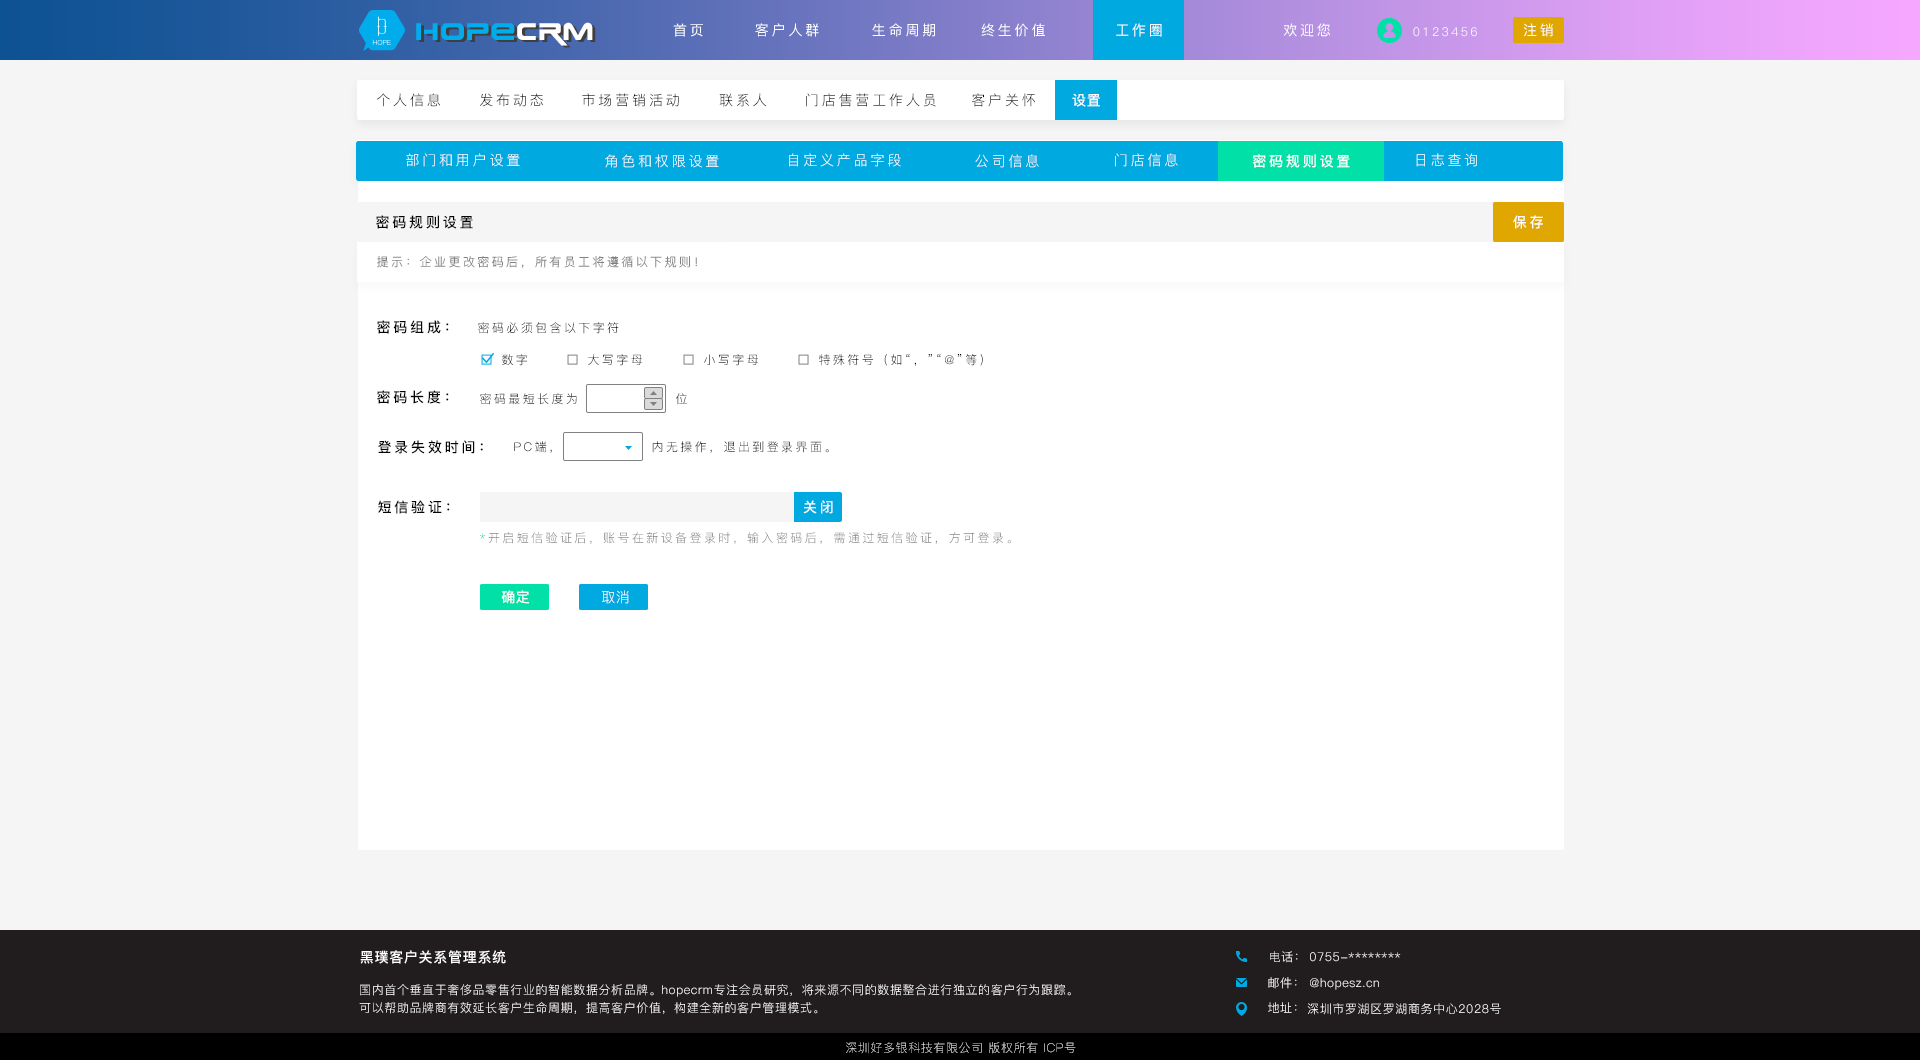 HOPE HOPECRM 首页 客户人群 生命周期 终生价值 工作圈 欢迎您 0123456 注销
个人信息 发布动态 市场营销活动 联系人 门店售营工作人员 客户关怀 设置
部门和用户设置 角色和权限设置 自定义产品字段 公司信息 门店信息 密码规则设置 日志查询
密码规则设置 保存
提示：企业更改密码后，所有员工将遵循以下规则！
密码组成： 密码必须包含以下字符
数字 大写字母 小写字母 特殊符号（如“，”“@”等）
密码长度： 密码最短长度为 位
登录失效时间： PC端， 内无操作，退出到登录界面。
短信验证： 关闭
*开启短信验证后，账号在新设备登录时，输入密码后，需通过短信验证，方可登录。
确定 取消
黑璞客户关系管理系统
国内首个垂直于奢侈品零售行业的智能数据分析品牌。hopecrm专注会员研究，将来源不同的数据整合进行独立的客户行为跟踪。
可以帮助品牌商有效延长客户生命周期，提高客户价值，构建全新的客户管理模式。
电话： 0755-********
邮件： @hopesz.cn
地址： 深圳市罗湖区罗湖商务中心2028号
深圳好多银科技有限公司 版权所有 ICP号